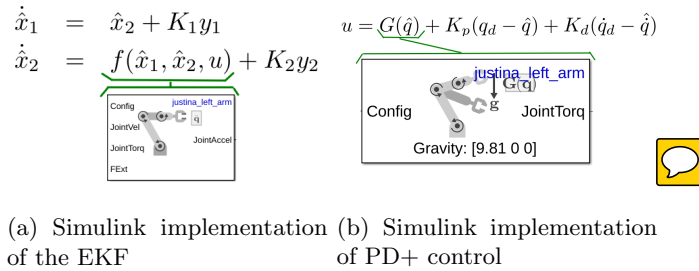 ẋ̂₁ = x̂₂ + K₁y₁
ẋ̂₂ = f(x̂₁, x̂₂, u) + K₂y₂
justina_left_arm
Config
q̈
JointVel
JointAccel
JointTorq
FExt
u = G(q̂) + Kₚ(q_d − q̂) + K_d(q̇_d − q̇̂)
justina_left_arm
G(q)
Config
g
JointTorq
Gravity: [9.81 0 0]
(a) Simulink implementation
of the EKF
(b) Simulink implementation
of PD+ control